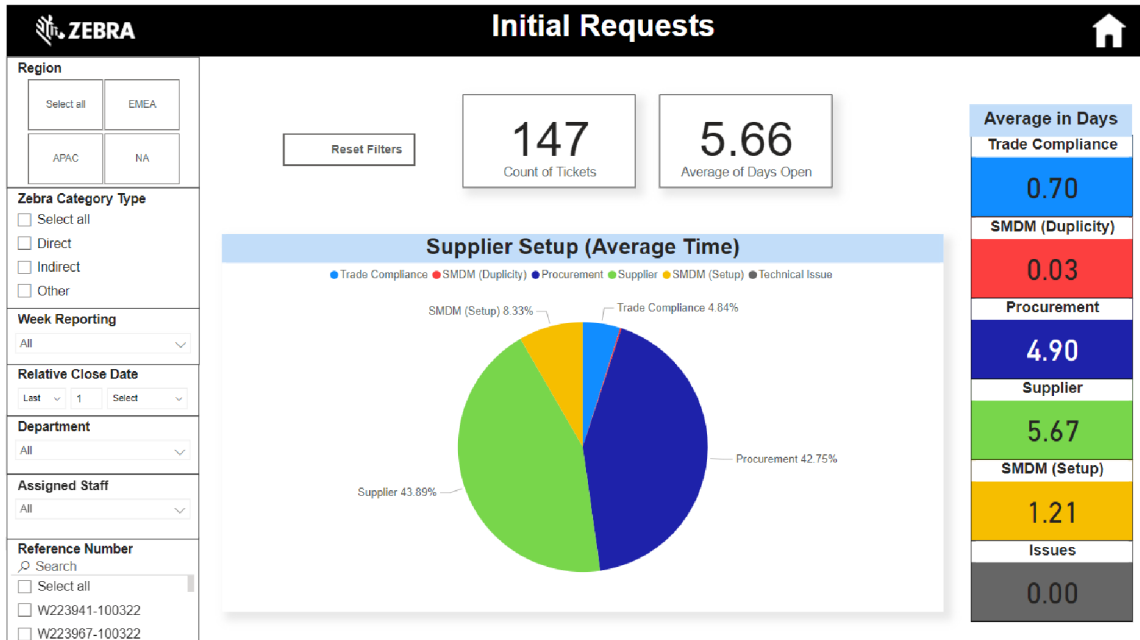 ZEBRA
Initial Requests
Region
Select all
EMEA
APAC
NA
Zebra Category Type
Select all
Direct
Indirect
Other
Week Reporting
All
Relative Close Date
Last
1
Select
Department
All
Assigned Staff
All
Reference Number
Search
Select all
W223941-100322
W223967-100322
Reset Filters
147
Count of Tickets
5.66
Average of Days Open
Supplier Setup (Average Time)
Trade Compliance SMDM (Duplicity) Procurement Supplier SMDM (Setup) Technical Issue
SMDM (Setup) 8.33%
Trade Compliance 4.84%
Procurement 42.75%
Supplier 43.89%
Average in Days
Trade Compliance
0.70
SMDM (Duplicity)
0.03
Procurement
4.90
Supplier
5.67
SMDM (Setup)
1.21
Issues
0.00